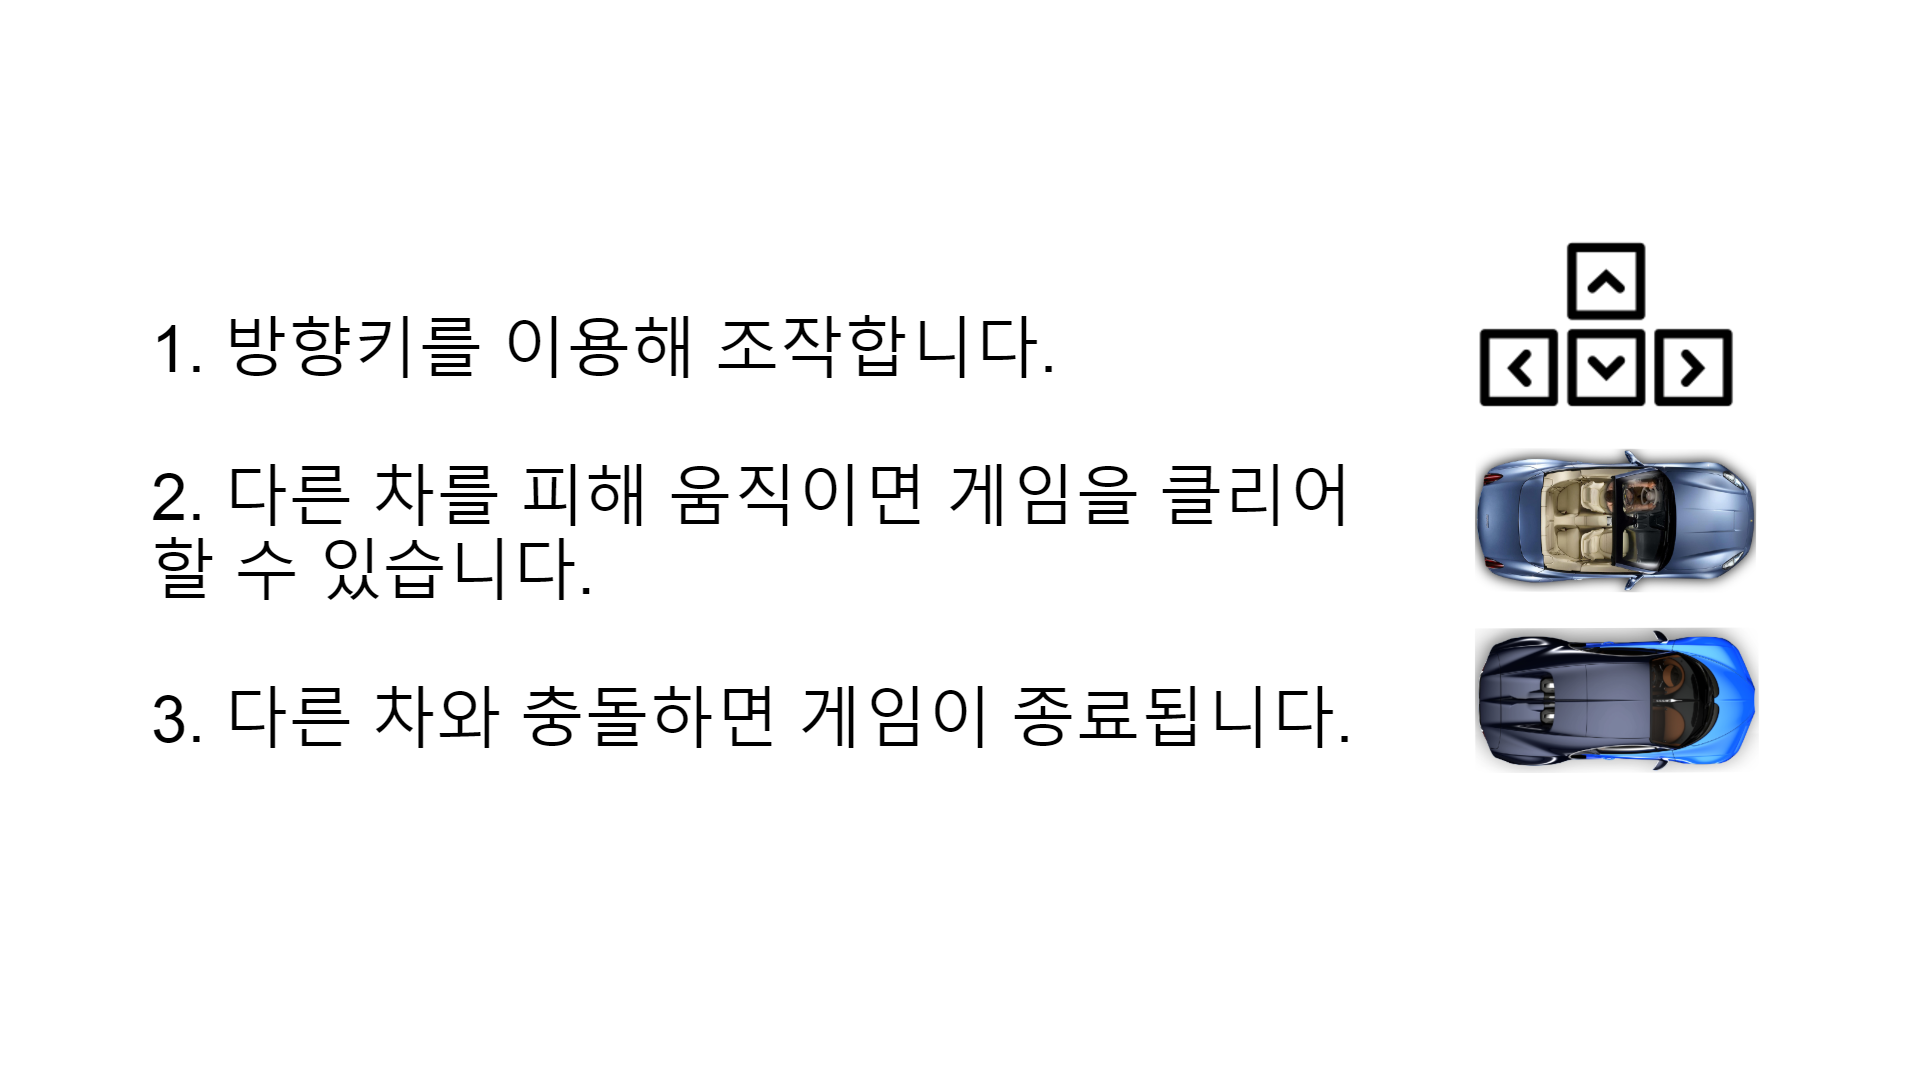 1. 방향키를 이용해 조작합니다.
2. 다른 차를 피해 움직이면 게임을 클리어
할 수 있습니다.
3. 다른 차와 충돌하면 게임이 종료됩니다.